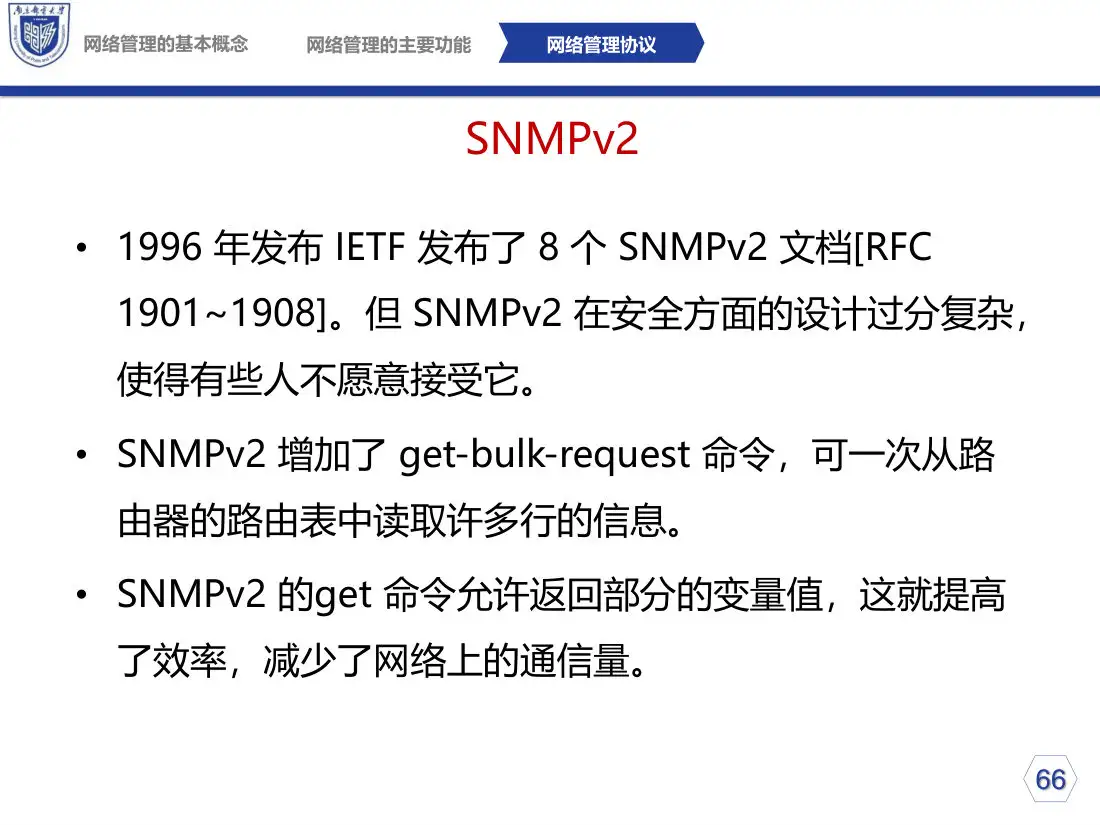 南京邮电大学
网络管理的基本概念
网络管理的主要功能
网络管理协议
SNMPv2
• 1996 年发布 IETF 发布了 8 个 SNMPv2 文档[RFC
1901~1908]。但 SNMPv2 在安全方面的设计过分复杂,
使得有些人不愿意接受它。
• SNMPv2 增加了 get-bulk-request 命令，可一次从路
由器的路由表中读取许多行的信息。
• SNMPv2 的get 命令允许返回部分的变量值，这就提高
了效率，减少了网络上的通信量。
66